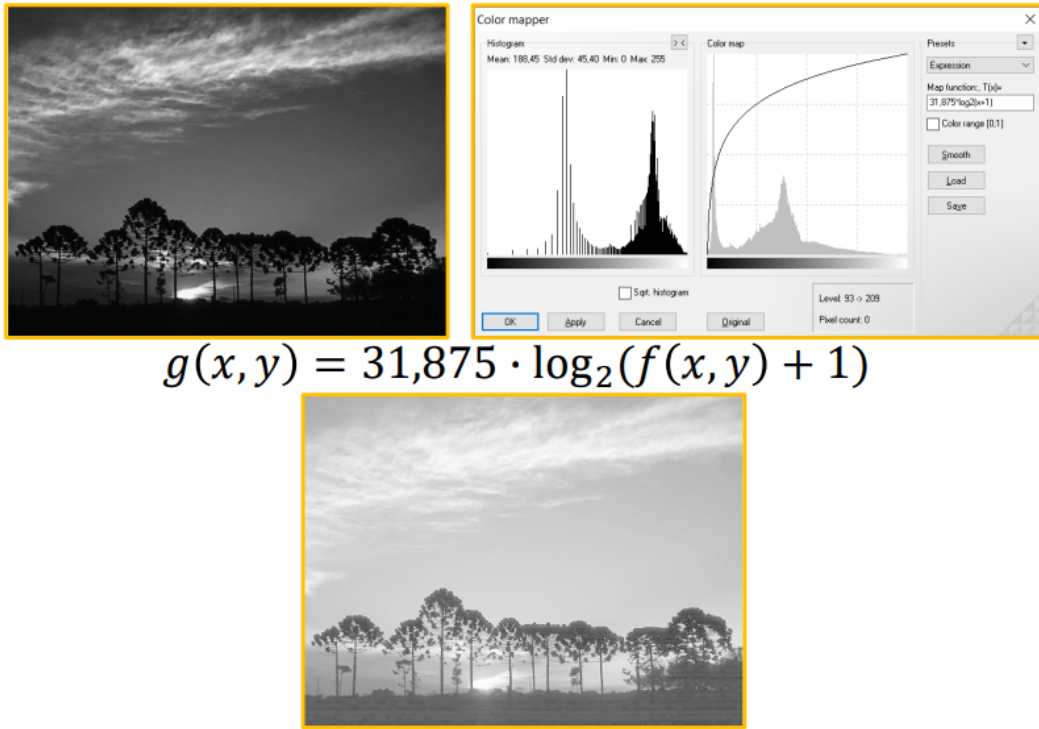 Color mapper
Histogram
> <
Color map
Presets
Mean: 188,45 Std dev: 45,40 Min: 0 Max: 255
Expression
Map function:, T(x)=
31,875*log2(x+1)
Color range [0;1]
Smooth
Load
Save
Sqrt. histogram
Level: 93 -> 209
OK
Apply
Cancel
Original
Pixel count: 0
g(x, y) = 31,875 · log₂(f(x, y) + 1)